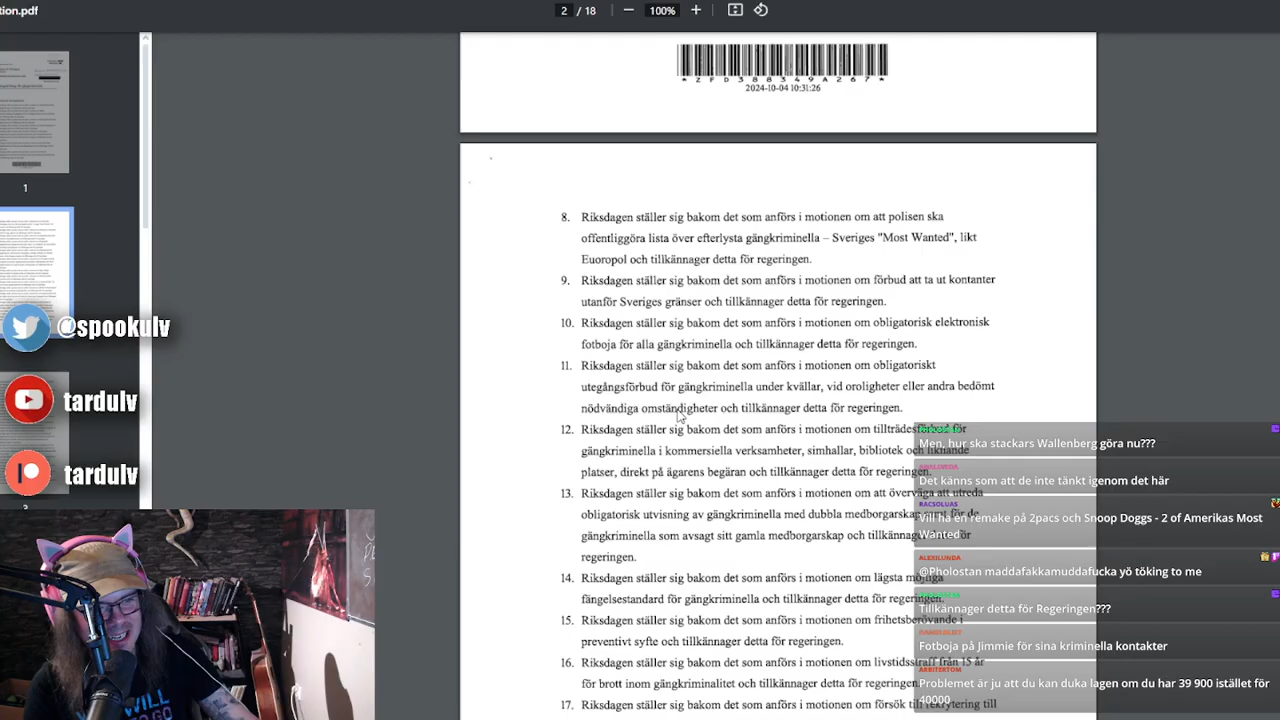 tion.pdf
2 / 18
100%
*ZFD388349A267*
2024-10-04 10:31:26
1
8. Riksdagen ställer sig bakom det som anförs i motionen om att polisen ska
offentliggöra lista över efterlysta gängkriminella – Sveriges "Most Wanted", likt
Euoropol och tillkännager detta för regeringen.
9. Riksdagen ställer sig bakom det som anförs i motionen om förbud att ta ut kontanter
utanför Sveriges gränser och tillkännager detta för regeringen.
10. Riksdagen ställer sig bakom det som anförs i motionen om obligatorisk elektronisk
fotboja för alla gängkriminella och tillkännager detta för regeringen.
11. Riksdagen ställer sig bakom det som anförs i motionen om obligatoriskt
utegångsförbud för gängkriminella under kvällar, vid oroligheter eller andra bedömt
nödvändiga omständigheter och tillkännager detta för regeringen.
12. Riksdagen ställer sig bakom det som anförs i motionen om tillträdesförbud för
gängkriminella i kommersiella verksamheter, simhallar, bibliotek och liknande
platser, direkt på ägarens begäran och tillkännager detta för regeringen.
13. Riksdagen ställer sig bakom det som anförs i motionen om att överväga att utreda
obligatorisk utvisning av gängkriminella med dubbla medborgarskap samt för de
gängkriminella som avsagt sitt gamla medborgarskap och tillkännager detta för
regeringen.
14. Riksdagen ställer sig bakom det som anförs i motionen om lägsta möjliga
fängelsestandard för gängkriminella och tillkännager detta för regeringen.
15. Riksdagen ställer sig bakom det som anförs i motionen om frihetsberövande i
preventivt syfte och tillkännager detta för regeringen.
16. Riksdagen ställer sig bakom det som anförs i motionen om livstidsstraff från 15 år
för brott inom gängkriminalitet och tillkännager detta för regeringen.
17. Riksdagen ställer sig bakom det som anförs i motionen om försök till rekrytering till
@spookulv
tardulv
tardulv
Men, hur ska stackars Wallenberg göra nu???
Det känns som att de inte tänkt igenom det här
RACSOLUAS
Vill ha en remake på 2pacs och Snoop Doggs - 2 of Amerikas Most
Wanted
ALEXILUNDA
@Pholostan maddafakkamuddafucka yö töking to me
Tillkännager detta för Regeringen???
Fotboja på Jimmie för sina kriminella kontakter
ARBITERTOM
Problemet är ju att du kan duka lagen om du har 39 900 istället för
40000